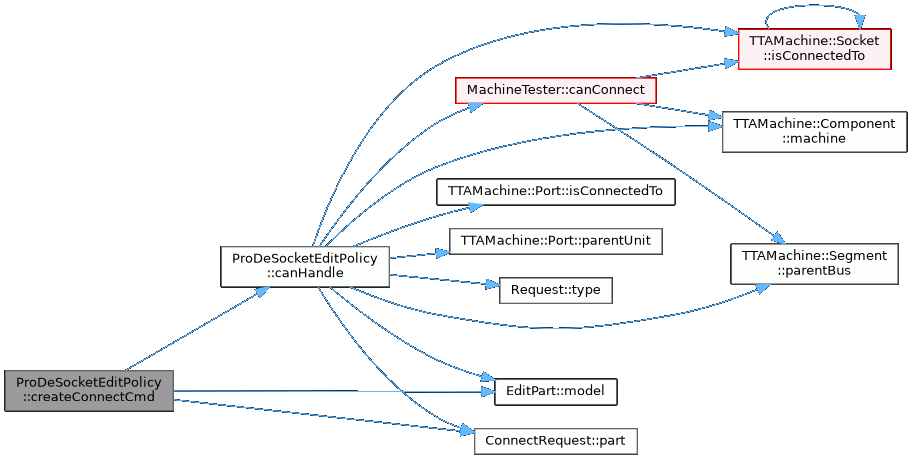 TTAMachine::Socket
::isConnectedTo
MachineTester::canConnect
TTAMachine::Component
::machine
TTAMachine::Port::isConnectedTo
TTAMachine::Port::parentUnit
ProDeSocketEditPolicy
::canHandle
TTAMachine::Segment
::parentBus
Request::type
ProDeSocketEditPolicy
::createConnectCmd
EditPart::model
ConnectRequest::part